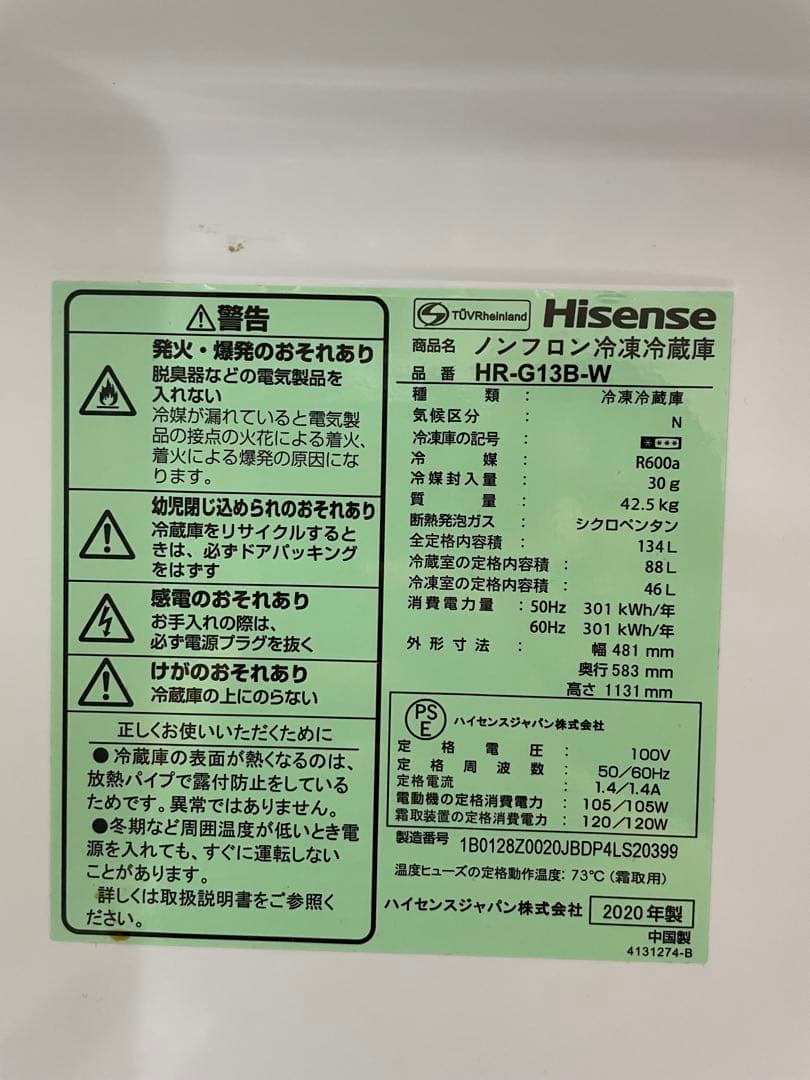 ⚠警告
発火・爆発のおそれあり
脱臭器などの電気製品を
入れない
冷媒が漏れていると電気製
品の接点の火花による着火、
着火による爆発の原因にな
ります。
幼児閉じ込められのおそれあり
冷蔵庫をリサイクルすると
きは、必ずドアパッキング
をはずす
感電のおそれあり
お手入れの際は、
必ず電源プラグを抜く
けがのおそれあり
冷蔵庫の上にのらない
正しくお使いいただくために
●冷蔵庫の表面が熱くなるのは、
放熱パイプで露付防止をしている
ためです。異常ではありません。
●冬期など周囲温度が低いとき電
源を入れても、すぐに運転しない
ことがあります。
詳しくは取扱説明書をご参照く
ださい。
TÜVRheinland Hisense
商品名 ノンフロン冷凍冷蔵庫
品番 HR-G13B-W
種類: 冷凍冷蔵庫
気候区分: N
冷凍庫の記号: ****
冷媒: R600a
冷媒封入量: 30g
質量: 42.5kg
断熱発泡ガス: シクロペンタン
全定格内容積: 134L
冷蔵室の定格内容積: 88L
冷凍室の定格内容積: 46L
消費電力量: 50Hz 301 kWh/年
60Hz 301 kWh/年
外形寸法: 幅 481 mm
奥行 583 mm
高さ 1131mm
PSE ハイセンスジャパン株式会社
定格電圧: 100V
定格周波数: 50/60Hz
定格電流: 1.4/1.4A
電動機の定格消費電力: 105/105W
霜取装置の定格消費電力: 120/120W
製造番号 1B0128Z0020JBDP4LS20399
温度ヒューズの定格動作温度: 73℃(霜取用)
ハイセンスジャパン株式会社 2020年製
中国製
4131274-B